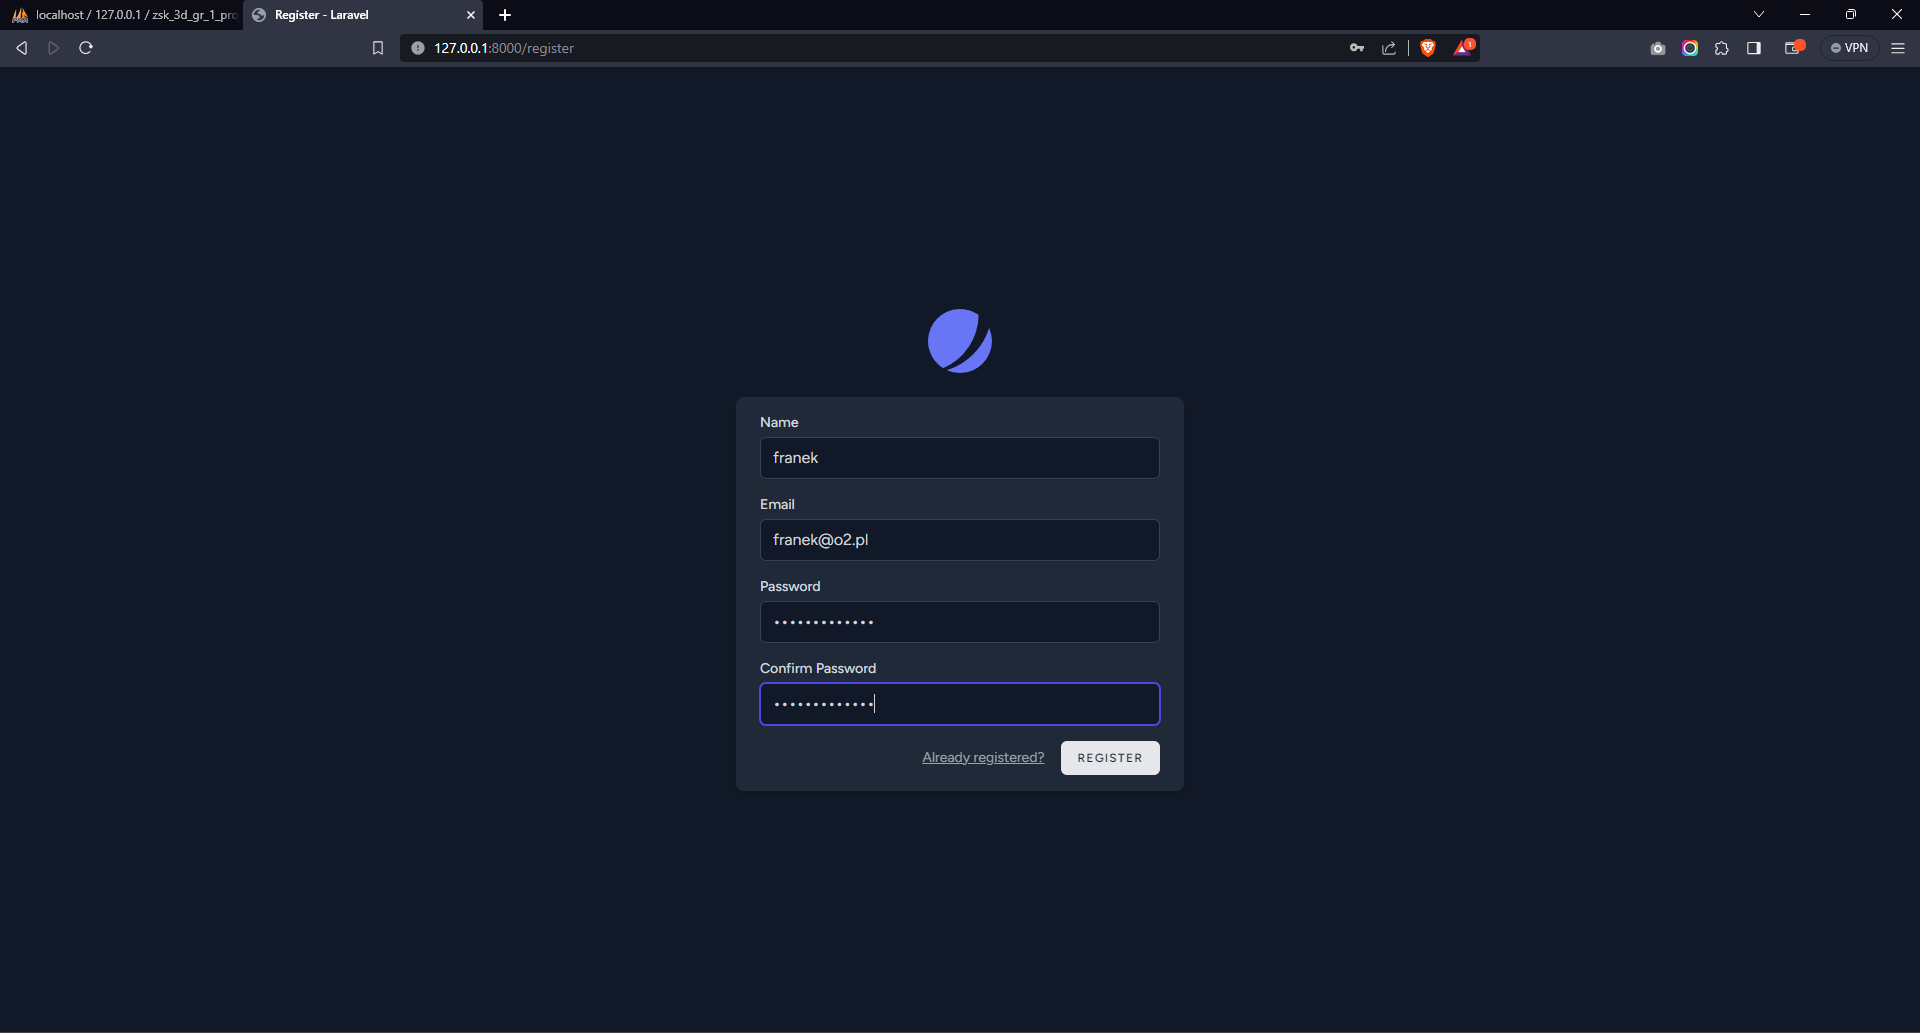 localhost / 127.0.0.1 / zsk_3d_gr_1_pro
Register - Laravel
127.0.0.1:8000/register
1
VPN
Name
franek
Email
franek@o2.pl
Password
•••••••••••••
Confirm Password
•••••••••••••
Already registered?
REGISTER